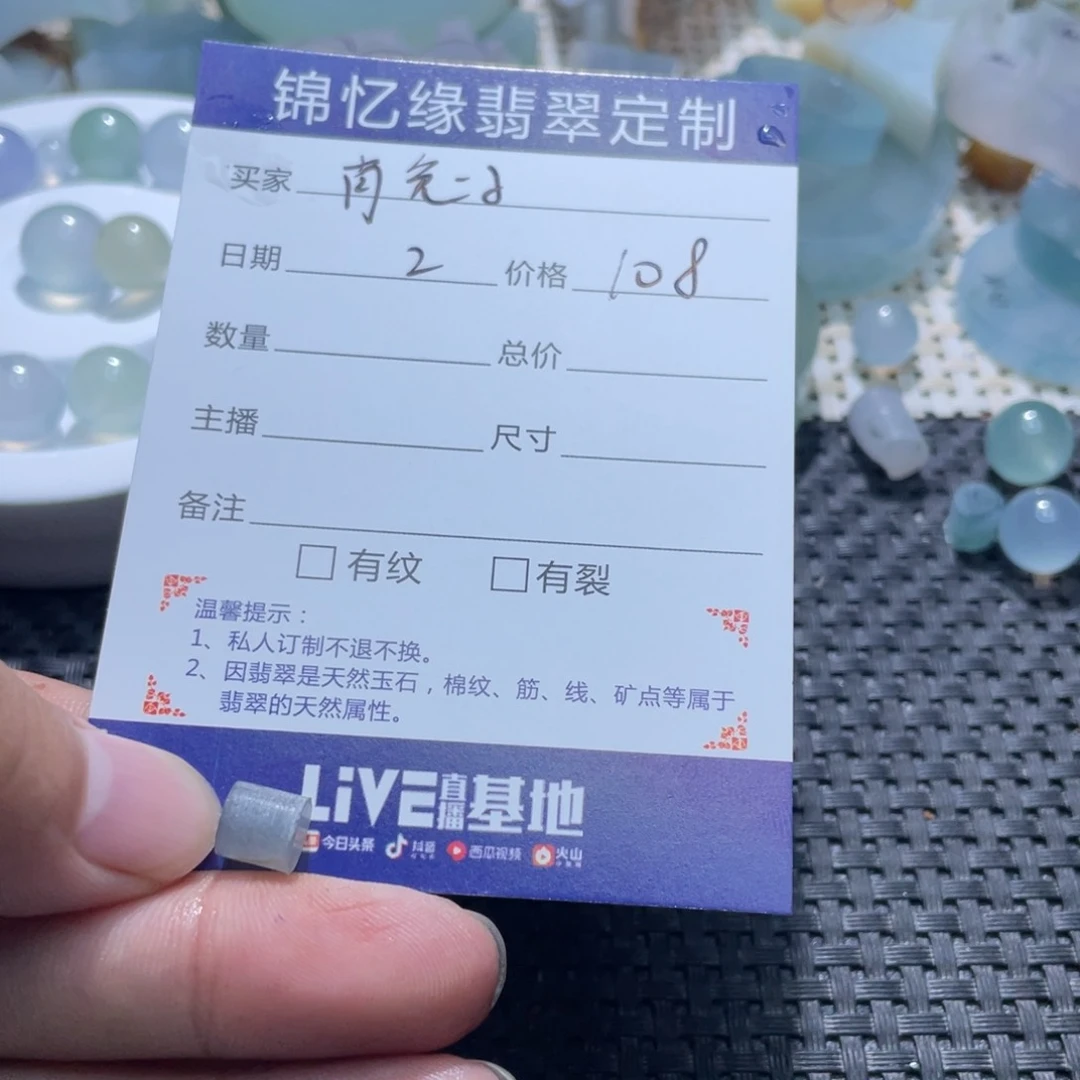 锦忆缘翡翠定制
买家
日期 2 价格 108
数量 总价
主播 尺寸
备注
□ 有纹 □ 有裂
温馨提示：
1、私人订制不退不换。
2、因翡翠是天然玉石，棉纹、筋、线、矿点等属于
翡翠的天然属性。
LiVE直播基地
今日头条 抖音 西瓜视频 火山